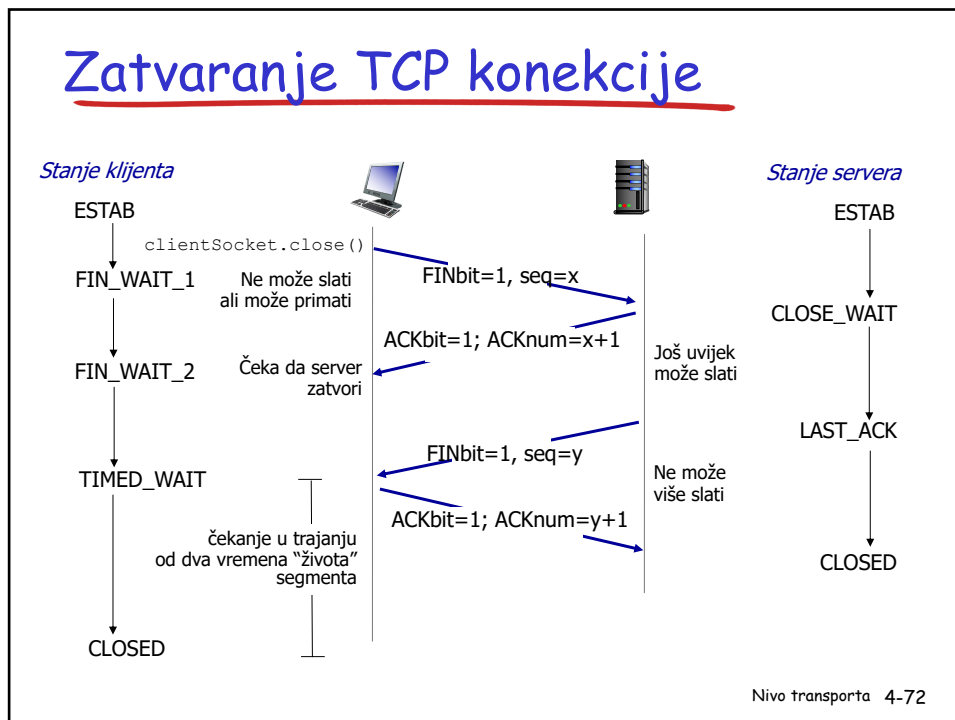 Zatvaranje TCP konekcije
Stanje klijenta
Stanje servera
ESTAB
ESTAB
clientSocket.close()
FIN_WAIT_1
Ne može slati
ali može primati
FINbit=1, seq=x
CLOSE_WAIT
ACKbit=1; ACKnum=x+1
FIN_WAIT_2
Čeka da server
zatvori
Još uvijek
može slati
LAST_ACK
FINbit=1, seq=y
TIMED_WAIT
Ne može
više slati
ACKbit=1; ACKnum=y+1
čekanje u trajanju
od dva vremena “života”
segmenta
CLOSED
CLOSED
Nivo transporta 4-72